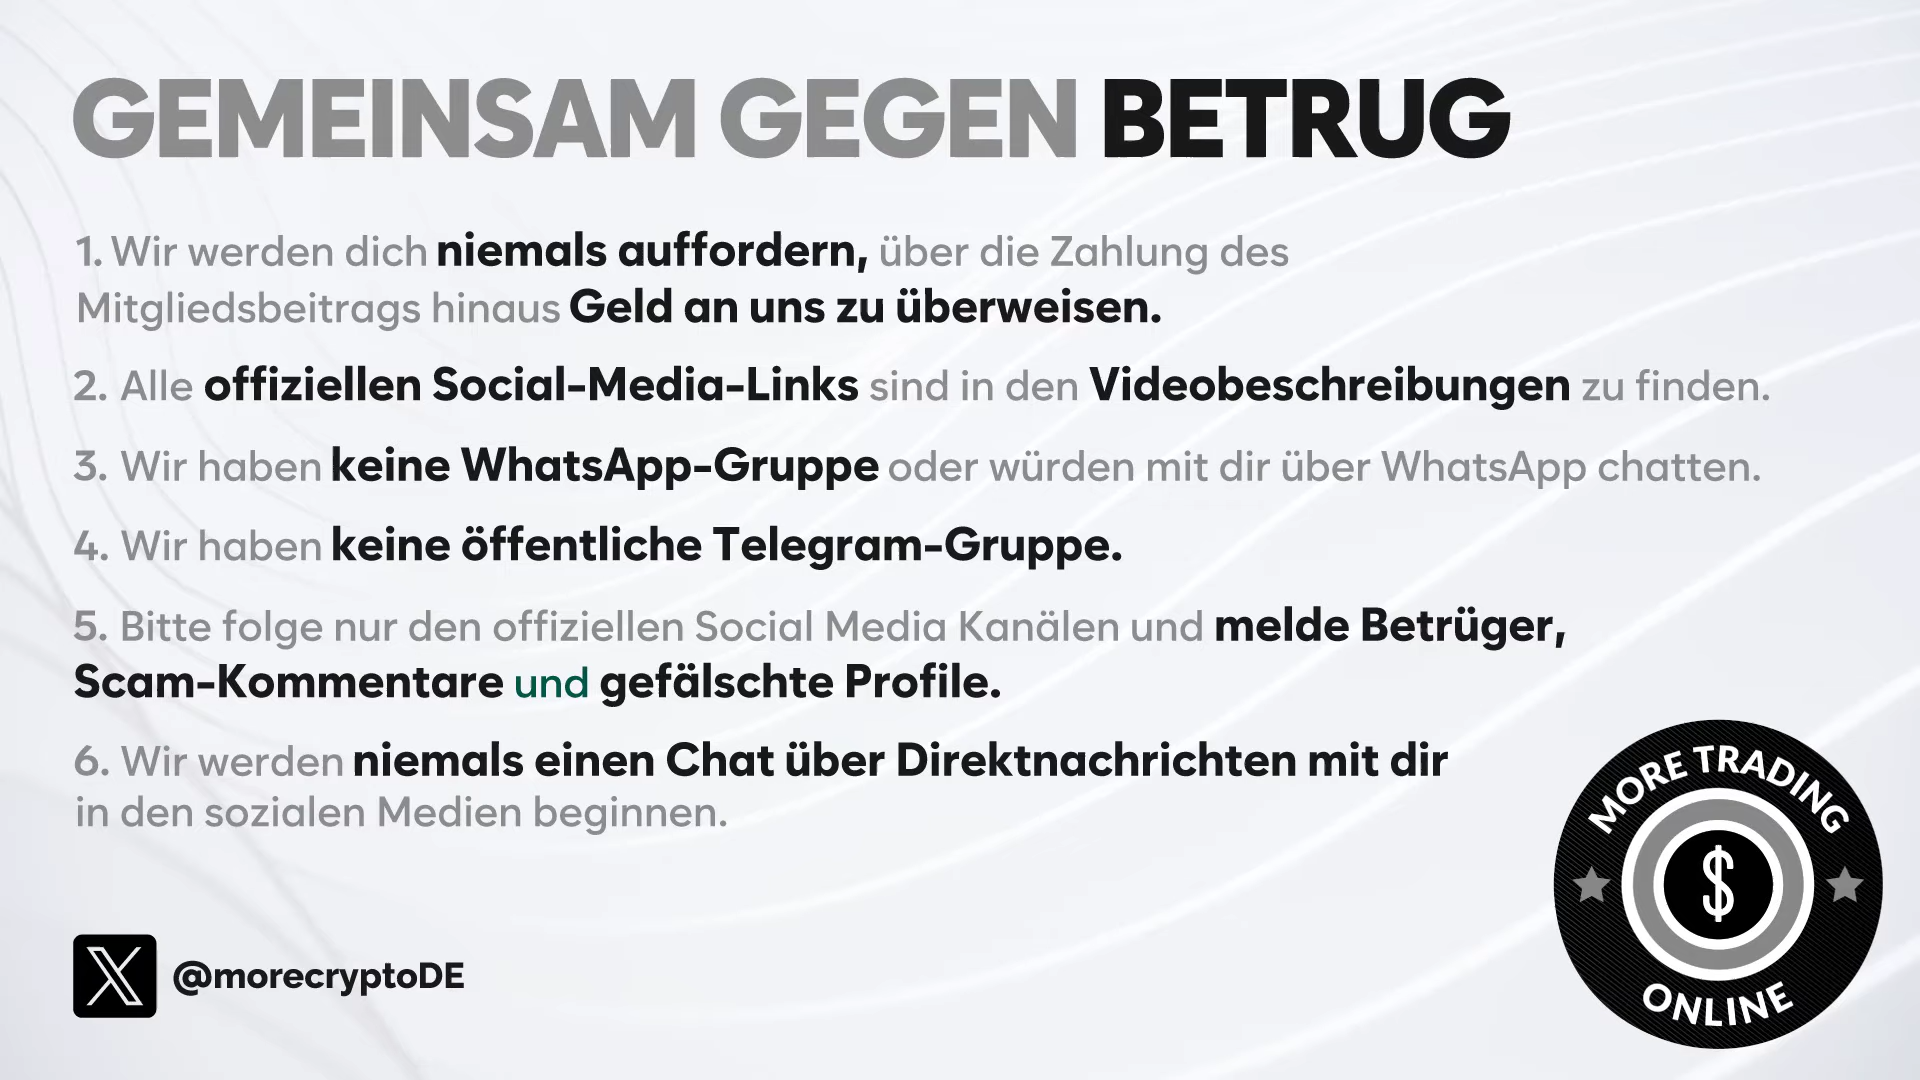 GEMEINSAM GEGEN BETRUG
1. Wir werden dich niemals auffordern, über die Zahlung des
Mitgliedsbeitrags hinaus Geld an uns zu überweisen.
2. Alle offiziellen Social-Media-Links sind in den Videobeschreibungen zu finden.
3. Wir haben keine WhatsApp-Gruppe oder würden mit dir über WhatsApp chatten.
4. Wir haben keine öffentliche Telegram-Gruppe.
5. Bitte folge nur den offiziellen Social Media Kanälen und melde Betrüger,
Scam-Kommentare und gefälschte Profile.
6. Wir werden niemals einen Chat über Direktnachrichten mit dir
in den sozialen Medien beginnen.
@morecryptoDE
MORE TRADING
$
ONLINE